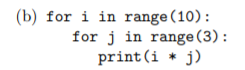 (b) for i in range(10):
for j in range(3):
print(i * j)